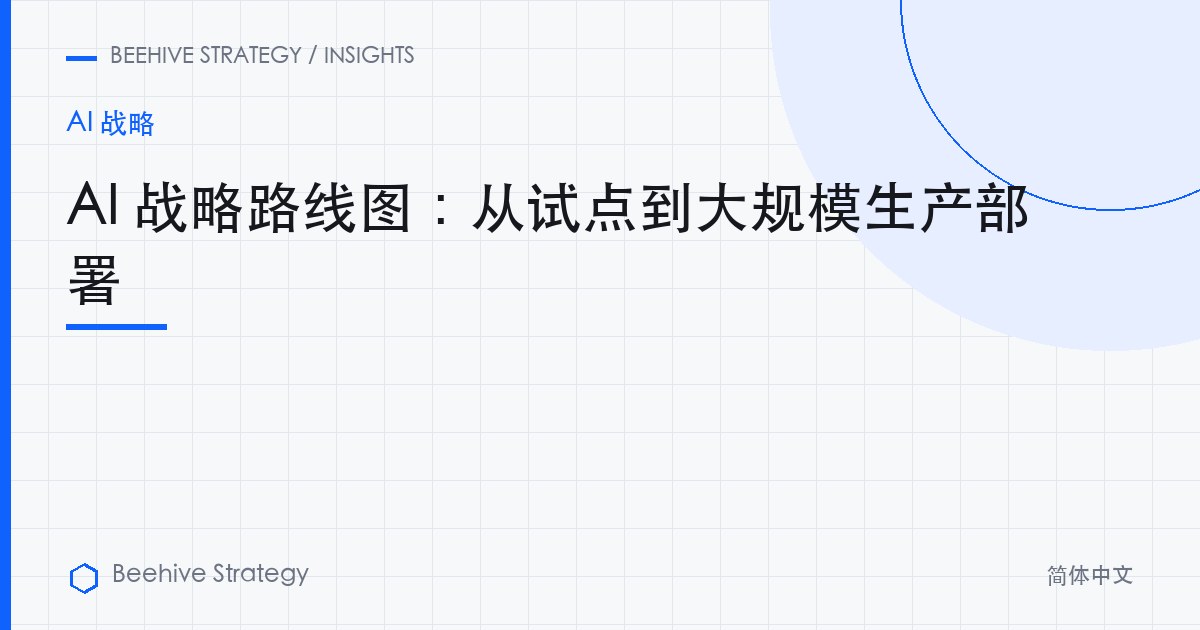 BEEHIVE STRATEGY / INSIGHTS
AI 战略
AI 战略路线图：从试点到大规模生产部
署
Beehive Strategy
简体中文